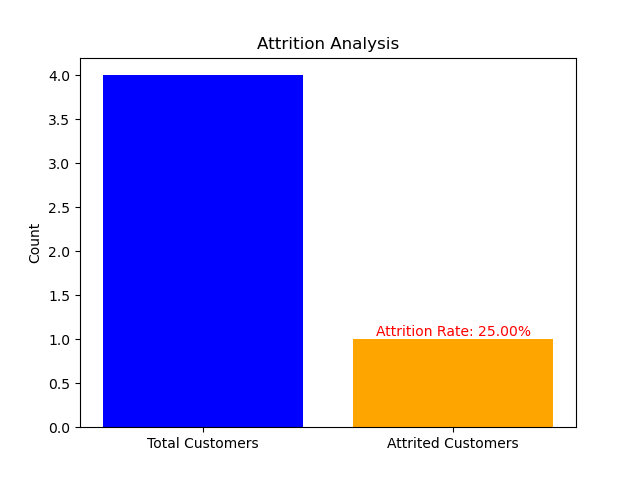 Attrition Analysis
4.0
3.5
3.0
2.5
2.0
1.5
1.0
0.5
0.0
Count
Attrition Rate: 25.00%
Total Customers
Attrited Customers